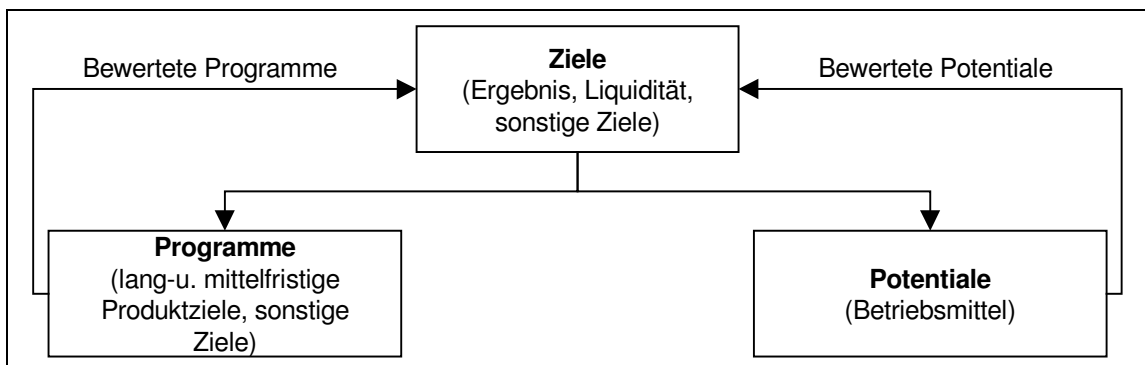 Ziele
(Ergebnis, Liquidität,
sonstige Ziele)
Bewertete Programme
Bewertete Potentiale
Programme
(lang-u. mittelfristige
Produktziele, sonstige
Ziele)
Potentiale
(Betriebsmittel)